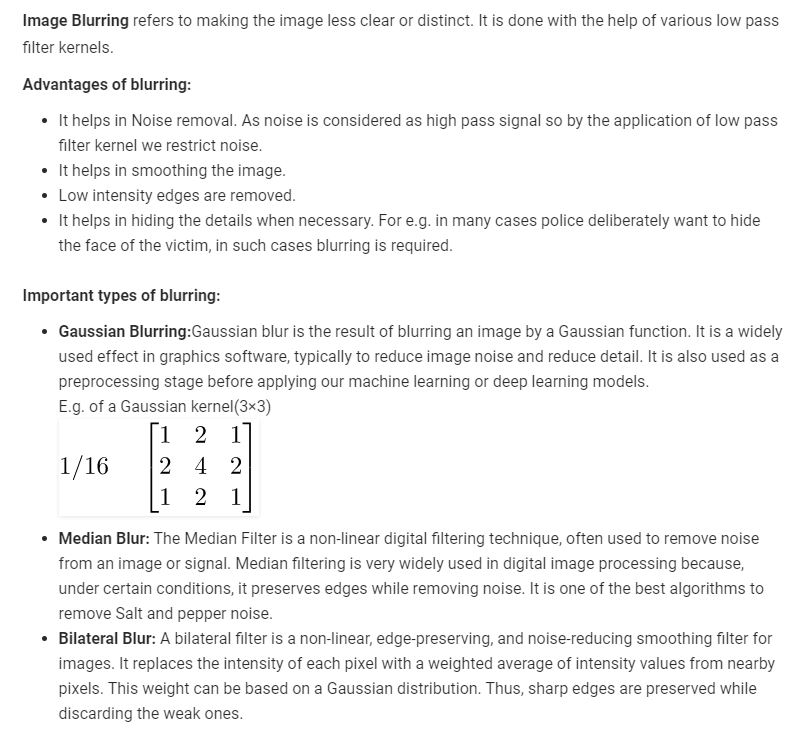 Image Blurring refers to making the image less clear or distinct. It is done with the help of various low pass
filter kernels.
Advantages of blurring:
• It helps in Noise removal. As noise is considered as high pass signal so by the application of low pass
filter kernel we restrict noise.
• It helps in smoothing the image.
• Low intensity edges are removed.
• It helps in hiding the details when necessary. For e.g. in many cases police deliberately want to hide
the face of the victim, in such cases blurring is required.
Important types of blurring:
• Gaussian Blurring:Gaussian blur is the result of blurring an image by a Gaussian function. It is a widely
used effect in graphics software, typically to reduce image noise and reduce detail. It is also used as a
preprocessing stage before applying our machine learning or deep learning models.
E.g. of a Gaussian kernel(3×3)
1 2 1
1/16 2 4 2
1 2 1
• Median Blur: The Median Filter is a non-linear digital filtering technique, often used to remove noise
from an image or signal. Median filtering is very widely used in digital image processing because,
under certain conditions, it preserves edges while removing noise. It is one of the best algorithms to
remove Salt and pepper noise.
• Bilateral Blur: A bilateral filter is a non-linear, edge-preserving, and noise-reducing smoothing filter for
images. It replaces the intensity of each pixel with a weighted average of intensity values from nearby
pixels. This weight can be based on a Gaussian distribution. Thus, sharp edges are preserved while
discarding the weak ones.